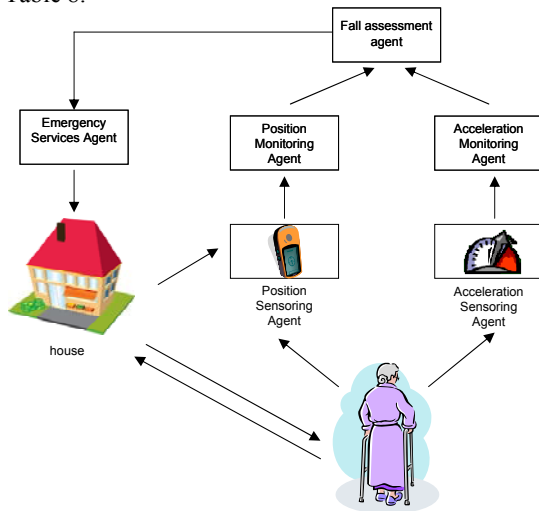 Table 8.
Fall assessment
agent
Emergency
Services Agent
Position
Monitoring
Agent
Acceleration
Monitoring
Agent
Position
Sensoring
Agent
Acceleration
Sensoring
Agent
house